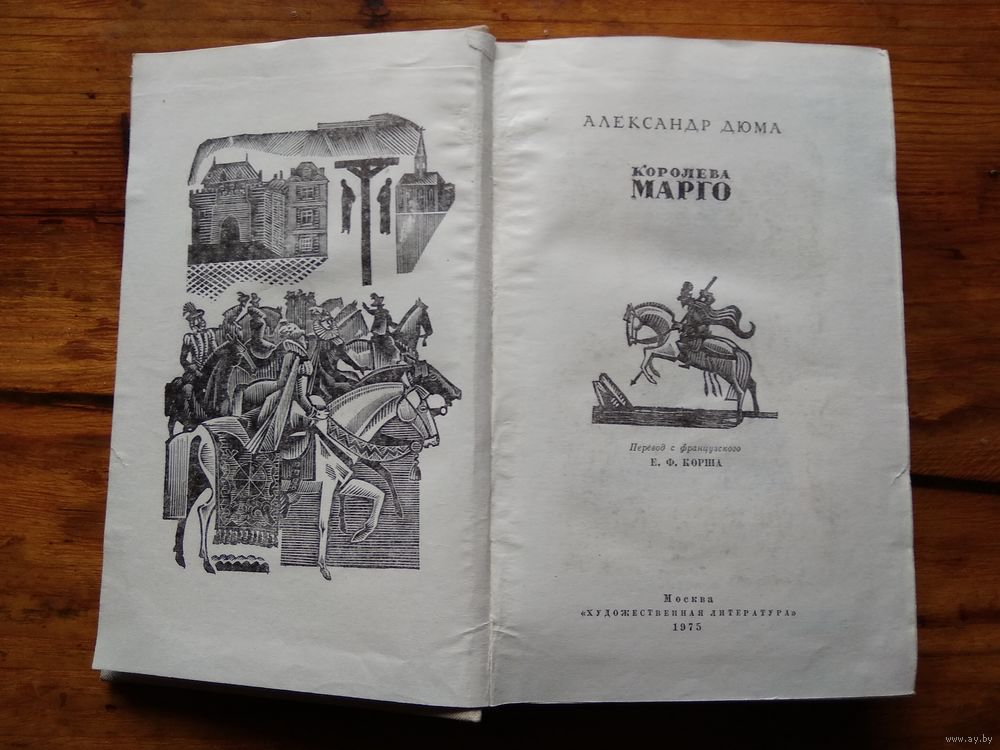 АЛЕКСАНДР ДЮМА
КОРОЛЕВА
МАРГО
Перевод с французского
Е. Ф. КОРША
Москва
«ХУДОЖЕСТВЕННАЯ ЛИТЕРАТУРА»
1975
www.ay.by